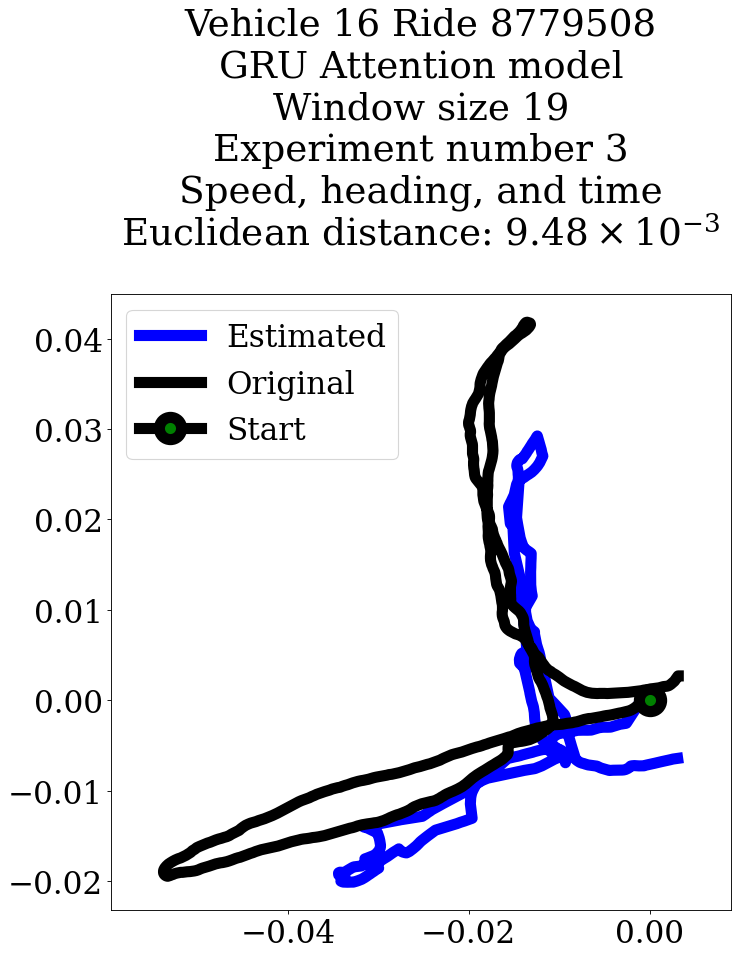 Vehicle 16 Ride 8779508
GRU Attention model
Window size 19
Experiment number 3
Speed, heading, and time
Euclidean distance: 9.48 × 10⁻³
Estimated
Original
Start
0.04
0.03
0.02
0.01
0.00
−0.01
−0.02
−0.04
−0.02
0.00